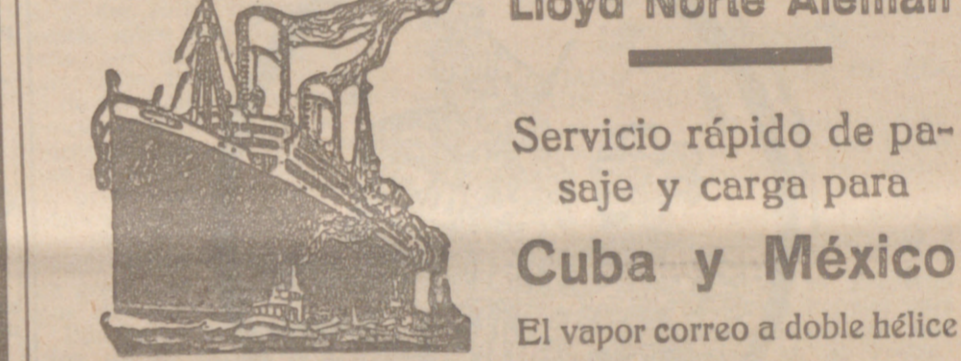 Lloyd Norte Alemán
Servicio rápido de pa-
saje y carga para
Cuba y México
El vapor correo a doble hélice